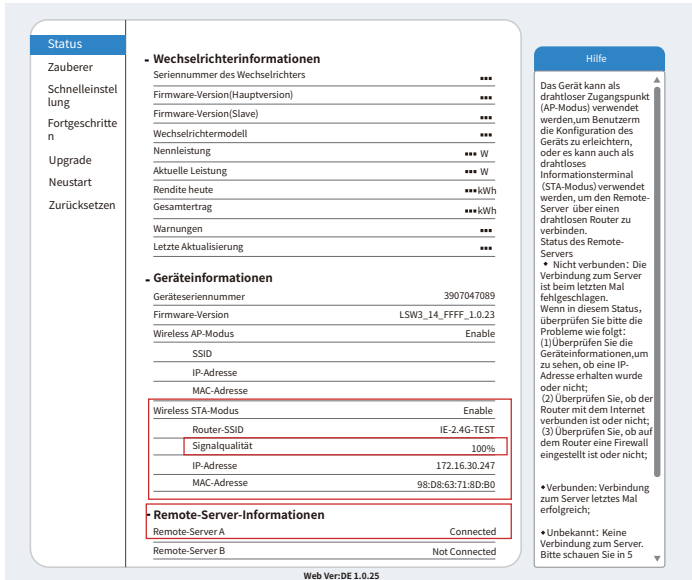 Status
Zauberer
Schnelleinstel
lung
Fortgeschritte
n
Upgrade
Neustart
Zurücksetzen
- Wechselrichterinformationen
Seriennummer des Wechselrichters ---
Firmware-Version(Hauptversion) ---
Firmware-Version(Slave) ---
Wechselrichtermodell ---
Nennleistung --- W
Aktuelle Leistung --- W
Rendite heute --- kWh
Gesamtertrag --- kWh
Warnungen ---
Letzte Aktualisierung ---
- Geräteinformationen
Geräteseriennummer 3907047089
Firmware-Version LSW3_14_FFFF_1.0.23
Wireless AP-Modus Enable
SSID
IP-Adresse
MAC-Adresse
Wireless STA-Modus Enable
Router-SSID IE-2.4G-TEST
Signalqualität 100%
IP-Adresse 172.16.30.247
MAC-Adresse 98:D8:63:71:8D:B0
- Remote-Server-Informationen
Remote-Server A Connected
Remote-Server B Not Connected
Hilfe
Das Gerät kann als
drahtloser Zugangspunkt
(AP-Modus) verwendet
werden,um Benutzerm
die Konfiguration des
Geräts zu erleichtern,
oder es kann auch als
drahtloses
Informationsterminal
(STA-Modus) verwendet
werden, um den Remote-
Server über einen
drahtlosen Router zu
verbinden.
Status des Remote-
Servers
◆ Nicht verbunden: Die
Verbindung zum Server
ist beim letzten Mal
fehlgeschlagen.
Wenn in diesem Status,
überprüfen Sie bitte die
Probleme wie folgt:
(1)Überprüfen Sie die
Geräteinformationen,um
zu sehen, ob eine IP-
Adresse erhalten wurde
oder nicht;
(2) Überprüfen Sie, ob der
Router mit dem Internet
verbunden ist oder nicht;
(3) Überprüfen Sie, ob auf
dem Router eine Firewall
eingestellt ist oder nicht;
◆Verbunden: Verbindung
zum Server letztes Mal
erfolgreich;
◆Unbekannt: Keine
Verbindung zum Server.
Bitte schauen Sie in 5
Web Ver:DE 1.0.25